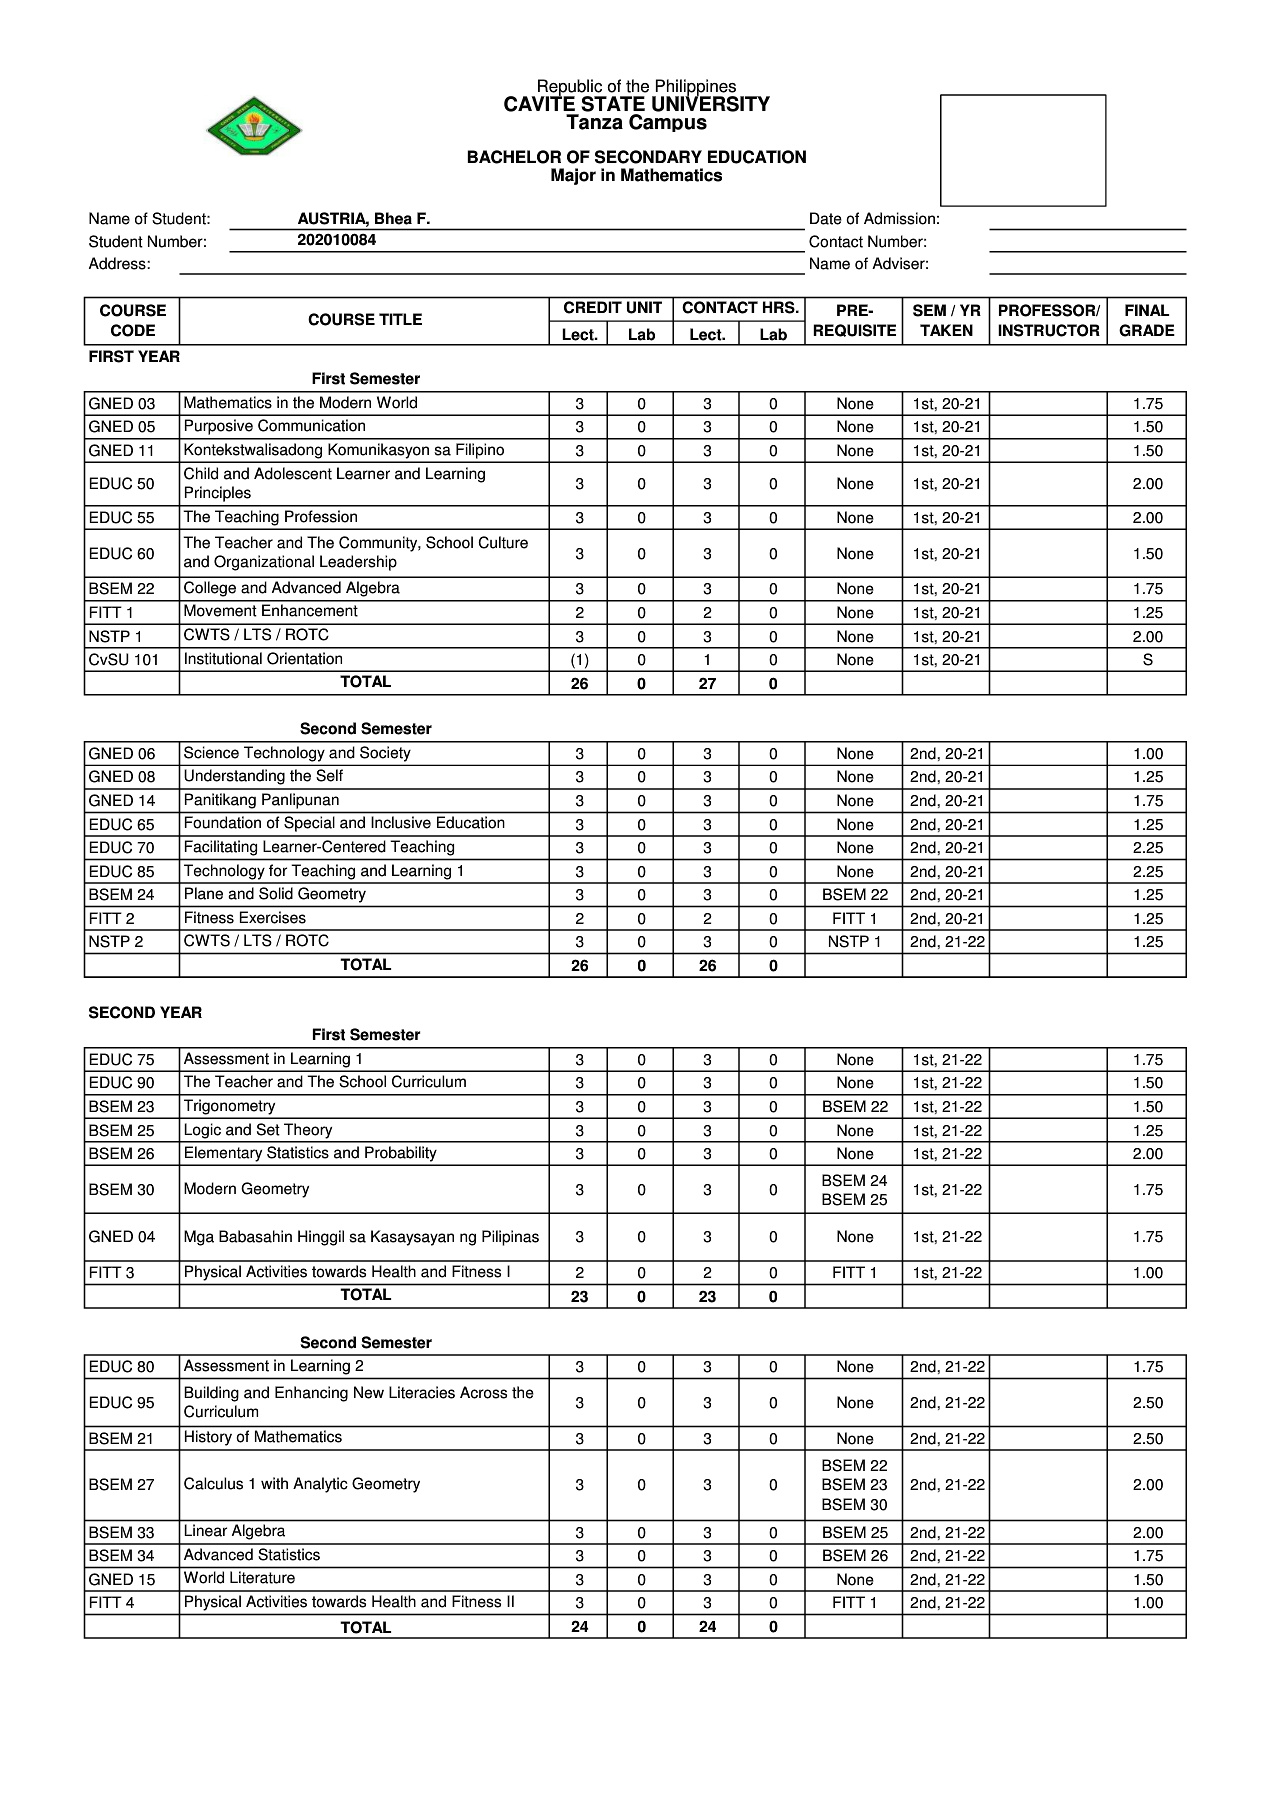 Republic of the Philippines
CAVITE STATE UNIVERSITY
Tanza Campus
BACHELOR OF SECONDARY EDUCATION
Major in Mathematics
Name of Student: AUSTRIA, Bhea F. Date of Admission:
Student Number: 202010084 Contact Number:
Address: Name of Adviser:
COURSE CODE COURSE TITLE CREDIT UNIT CONTACT HRS. PRE-REQUISITE SEM / YR TAKEN PROFESSOR/ INSTRUCTOR FINAL GRADE
Lect. Lab Lect. Lab
FIRST YEAR
First Semester
GNED 03 Mathematics in the Modern World 3 0 3 0 None 1st, 20-21 1.75
GNED 05 Purposive Communication 3 0 3 0 None 1st, 20-21 1.50
GNED 11 Kontekstwalisadong Komunikasyon sa Filipino 3 0 3 0 None 1st, 20-21 1.50
EDUC 50 Child and Adolescent Learner and Learning Principles 3 0 3 0 None 1st, 20-21 2.00
EDUC 55 The Teaching Profession 3 0 3 0 None 1st, 20-21 2.00
EDUC 60 The Teacher and The Community, School Culture and Organizational Leadership 3 0 3 0 None 1st, 20-21 1.50
BSEM 22 College and Advanced Algebra 3 0 3 0 None 1st, 20-21 1.75
FITT 1 Movement Enhancement 2 0 2 0 None 1st, 20-21 1.25
NSTP 1 CWTS / LTS / ROTC 3 0 3 0 None 1st, 20-21 2.00
CvSU 101 Institutional Orientation (1) 0 1 0 None 1st, 20-21 S
TOTAL 26 0 27 0
Second Semester
GNED 06 Science Technology and Society 3 0 3 0 None 2nd, 20-21 1.00
GNED 08 Understanding the Self 3 0 3 0 None 2nd, 20-21 1.25
GNED 14 Panitikang Panlipunan 3 0 3 0 None 2nd, 20-21 1.75
EDUC 65 Foundation of Special and Inclusive Education 3 0 3 0 None 2nd, 20-21 1.25
EDUC 70 Facilitating Learner-Centered Teaching 3 0 3 0 None 2nd, 20-21 2.25
EDUC 85 Technology for Teaching and Learning 1 3 0 3 0 None 2nd, 20-21 2.25
BSEM 24 Plane and Solid Geometry 3 0 3 0 BSEM 22 2nd, 20-21 1.25
FITT 2 Fitness Exercises 2 0 2 0 FITT 1 2nd, 20-21 1.25
NSTP 2 CWTS / LTS / ROTC 3 0 3 0 NSTP 1 2nd, 21-22 1.25
TOTAL 26 0 26 0
SECOND YEAR
First Semester
EDUC 75 Assessment in Learning 1 3 0 3 0 None 1st, 21-22 1.75
EDUC 90 The Teacher and The School Curriculum 3 0 3 0 None 1st, 21-22 1.50
BSEM 23 Trigonometry 3 0 3 0 BSEM 22 1st, 21-22 1.50
BSEM 25 Logic and Set Theory 3 0 3 0 None 1st, 21-22 1.25
BSEM 26 Elementary Statistics and Probability 3 0 3 0 None 1st, 21-22 2.00
BSEM 30 Modern Geometry 3 0 3 0 BSEM 24 BSEM 25 1st, 21-22 1.75
GNED 04 Mga Babasahin Hinggil sa Kasaysayan ng Pilipinas 3 0 3 0 None 1st, 21-22 1.75
FITT 3 Physical Activities towards Health and Fitness I 2 0 2 0 FITT 1 1st, 21-22 1.00
TOTAL 23 0 23 0
Second Semester
EDUC 80 Assessment in Learning 2 3 0 3 0 None 2nd, 21-22 1.75
EDUC 95 Building and Enhancing New Literacies Across the Curriculum 3 0 3 0 None 2nd, 21-22 2.50
BSEM 21 History of Mathematics 3 0 3 0 None 2nd, 21-22 2.50
BSEM 27 Calculus 1 with Analytic Geometry 3 0 3 0 BSEM 22 BSEM 23 BSEM 30 2nd, 21-22 2.00
BSEM 33 Linear Algebra 3 0 3 0 BSEM 25 2nd, 21-22 2.00
BSEM 34 Advanced Statistics 3 0 3 0 BSEM 26 2nd, 21-22 1.75
GNED 15 World Literature 3 0 3 0 None 2nd, 21-22 1.50
FITT 4 Physical Activities towards Health and Fitness II 3 0 3 0 FITT 1 2nd, 21-22 1.00
TOTAL 24 0 24 0